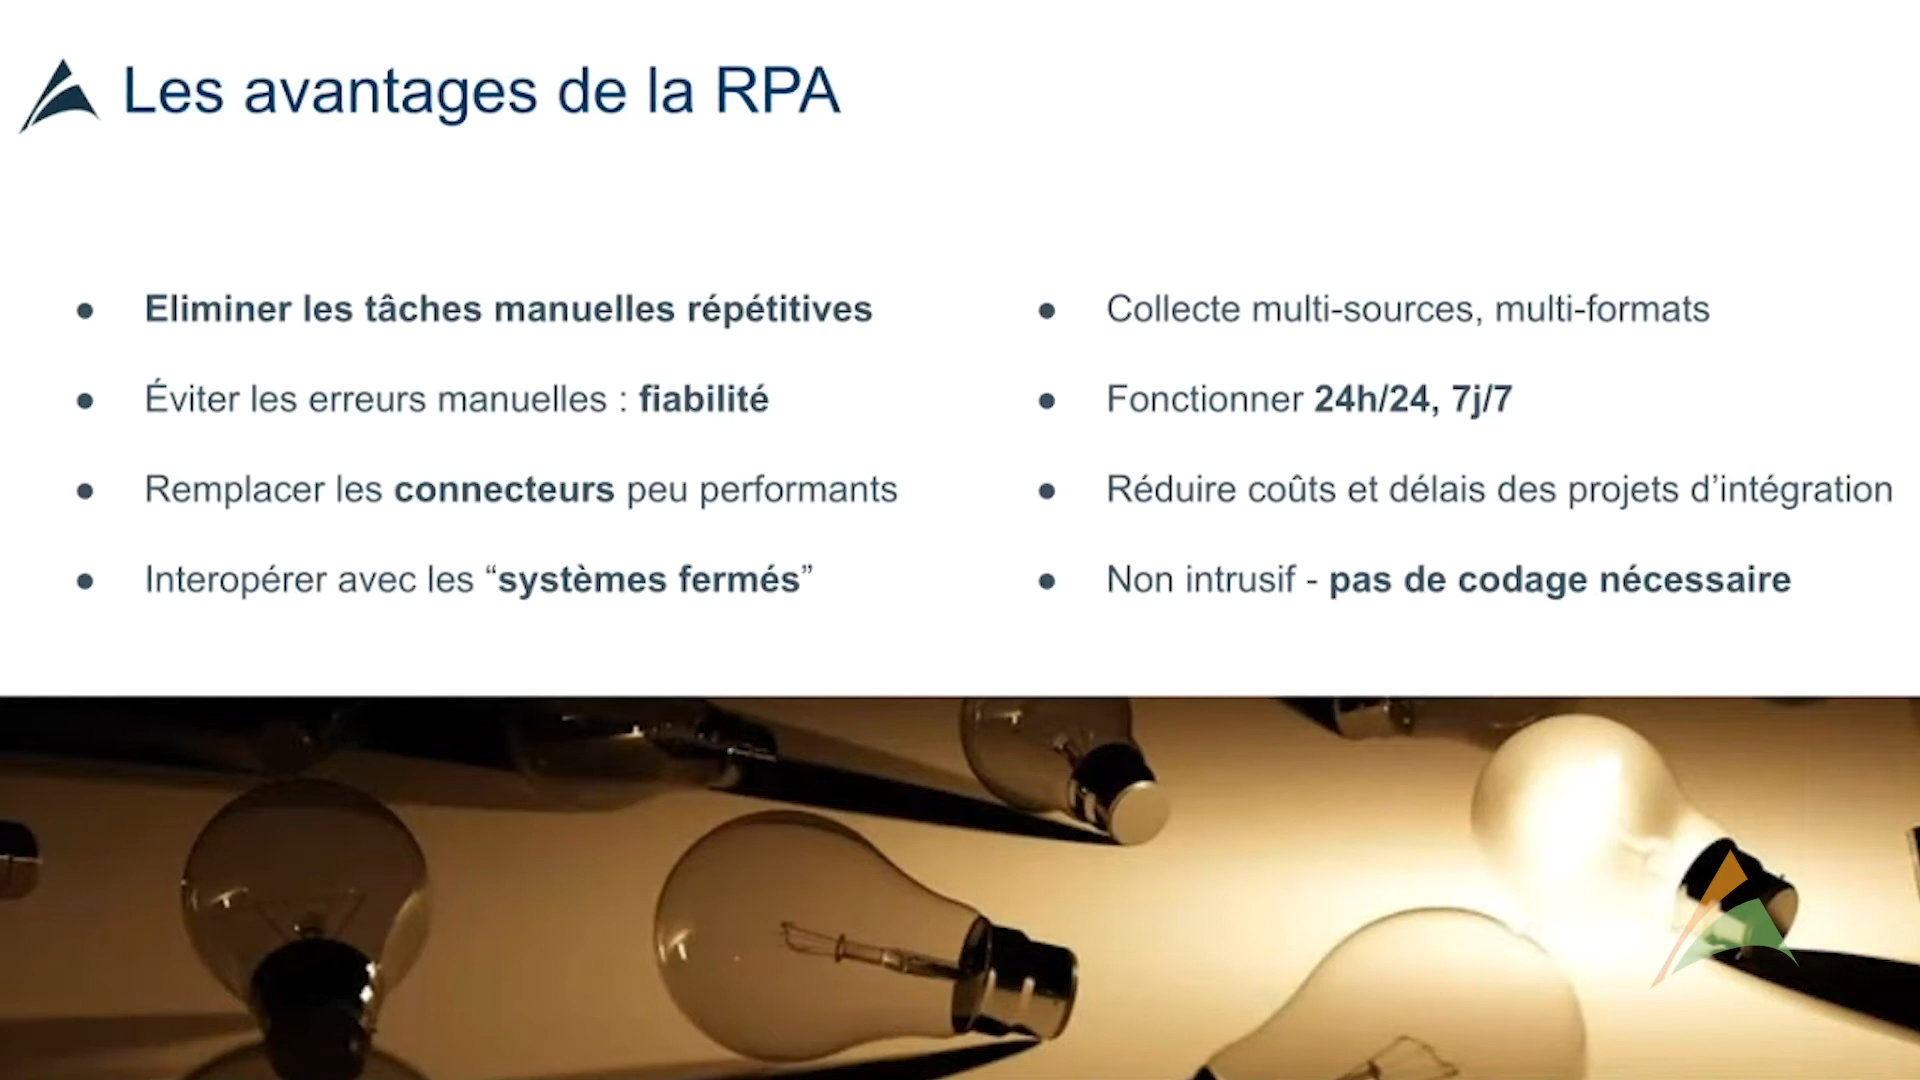 Les avantages de la RPA
● Eliminer les tâches manuelles répétitives
● Éviter les erreurs manuelles : fiabilité
● Remplacer les connecteurs peu performants
● Interopérer avec les “systèmes fermés”
● Collecte multi-sources, multi-formats
● Fonctionner 24h/24, 7j/7
● Réduire coûts et délais des projets d’intégration
● Non intrusif - pas de codage nécessaire